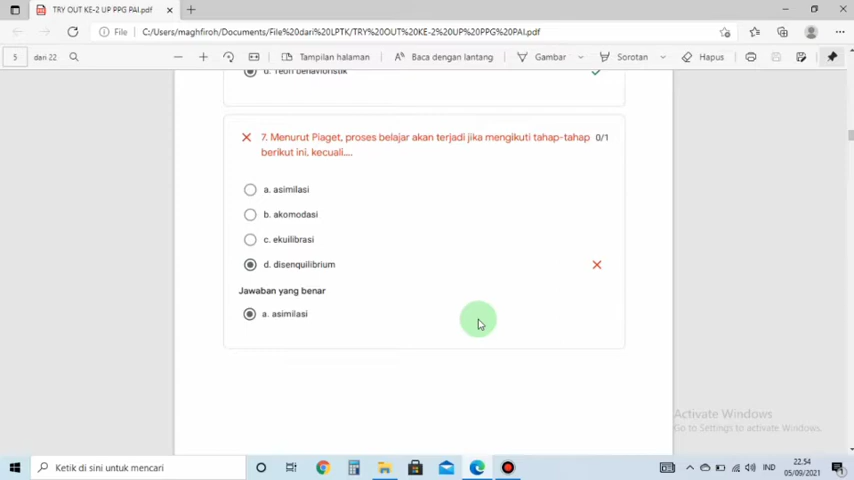 TRY OUT KE-2 UP PPG PAI.pdf
File
C:/Users/maghfiroh/Documents/File%20dari%20LPTK/TRY%20OUT%20KE-2%20UP%20PPG%20PAI.pdf
5 dari 22
Tampilan halaman
Baca dengan lantang
Gambar
Sorotan
Hapus
d. Teori behavioristik
7. Menurut Piaget, proses belajar akan terjadi jika mengikuti tahap-tahap 0/1
berikut ini, kecuali....
a. asimilasi
b. akomodasi
c. ekuilibrasi
d. disenquilibrium
Jawaban yang benar
a. asimilasi
Activate Windows
Go to Settings to activate Windows.
Ketik di sini untuk mencari
IND
22.54
05/09/2021